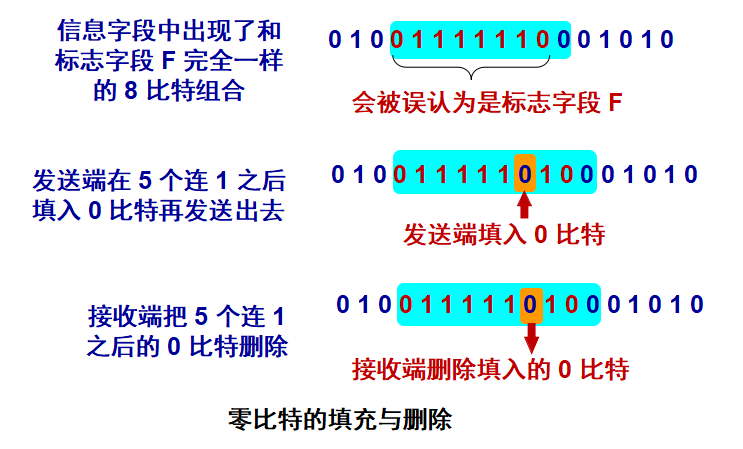 信息字段中出现了和
标志字段 F 完全一样
的 8 比特组合
0 1 0 0 1 1 1 1 1 1 0 0 0 1 0 1 0
会被误认为是标志字段 F
发送端在 5 个连 1 之后
填入 0 比特再发送出去
0 1 0 0 1 1 1 1 1 0 1 0 0 0 1 0 1 0
发送端填入 0 比特
接收端把 5 个连 1
之后的 0 比特删除
0 1 0 0 1 1 1 1 1 0 1 0 0 0 1 0 1 0
接收端删除填入的 0 比特
零比特的填充与删除